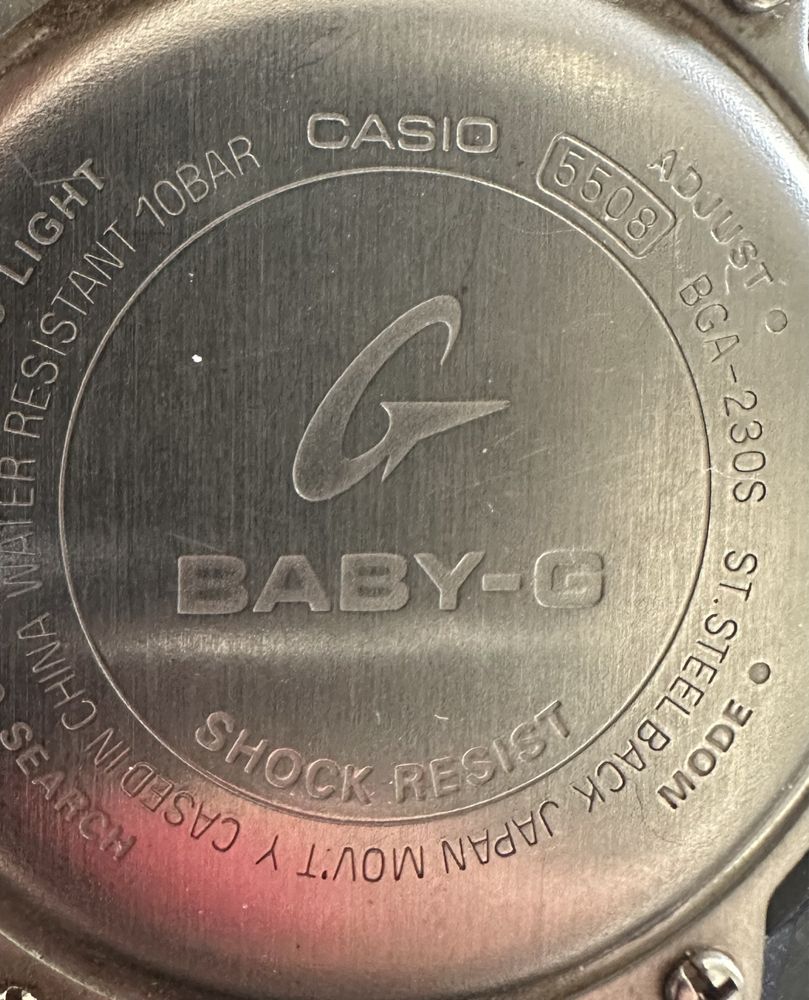 CASIO
5508
BGA-230S ST.STEEL BACK JAPAN MOV'T Y CASED IN CHINA WATER RESISTANT 10BAR
ADJUST
MODE
SEARCH
LIGHT
BABY-G
SHOCK RESIST